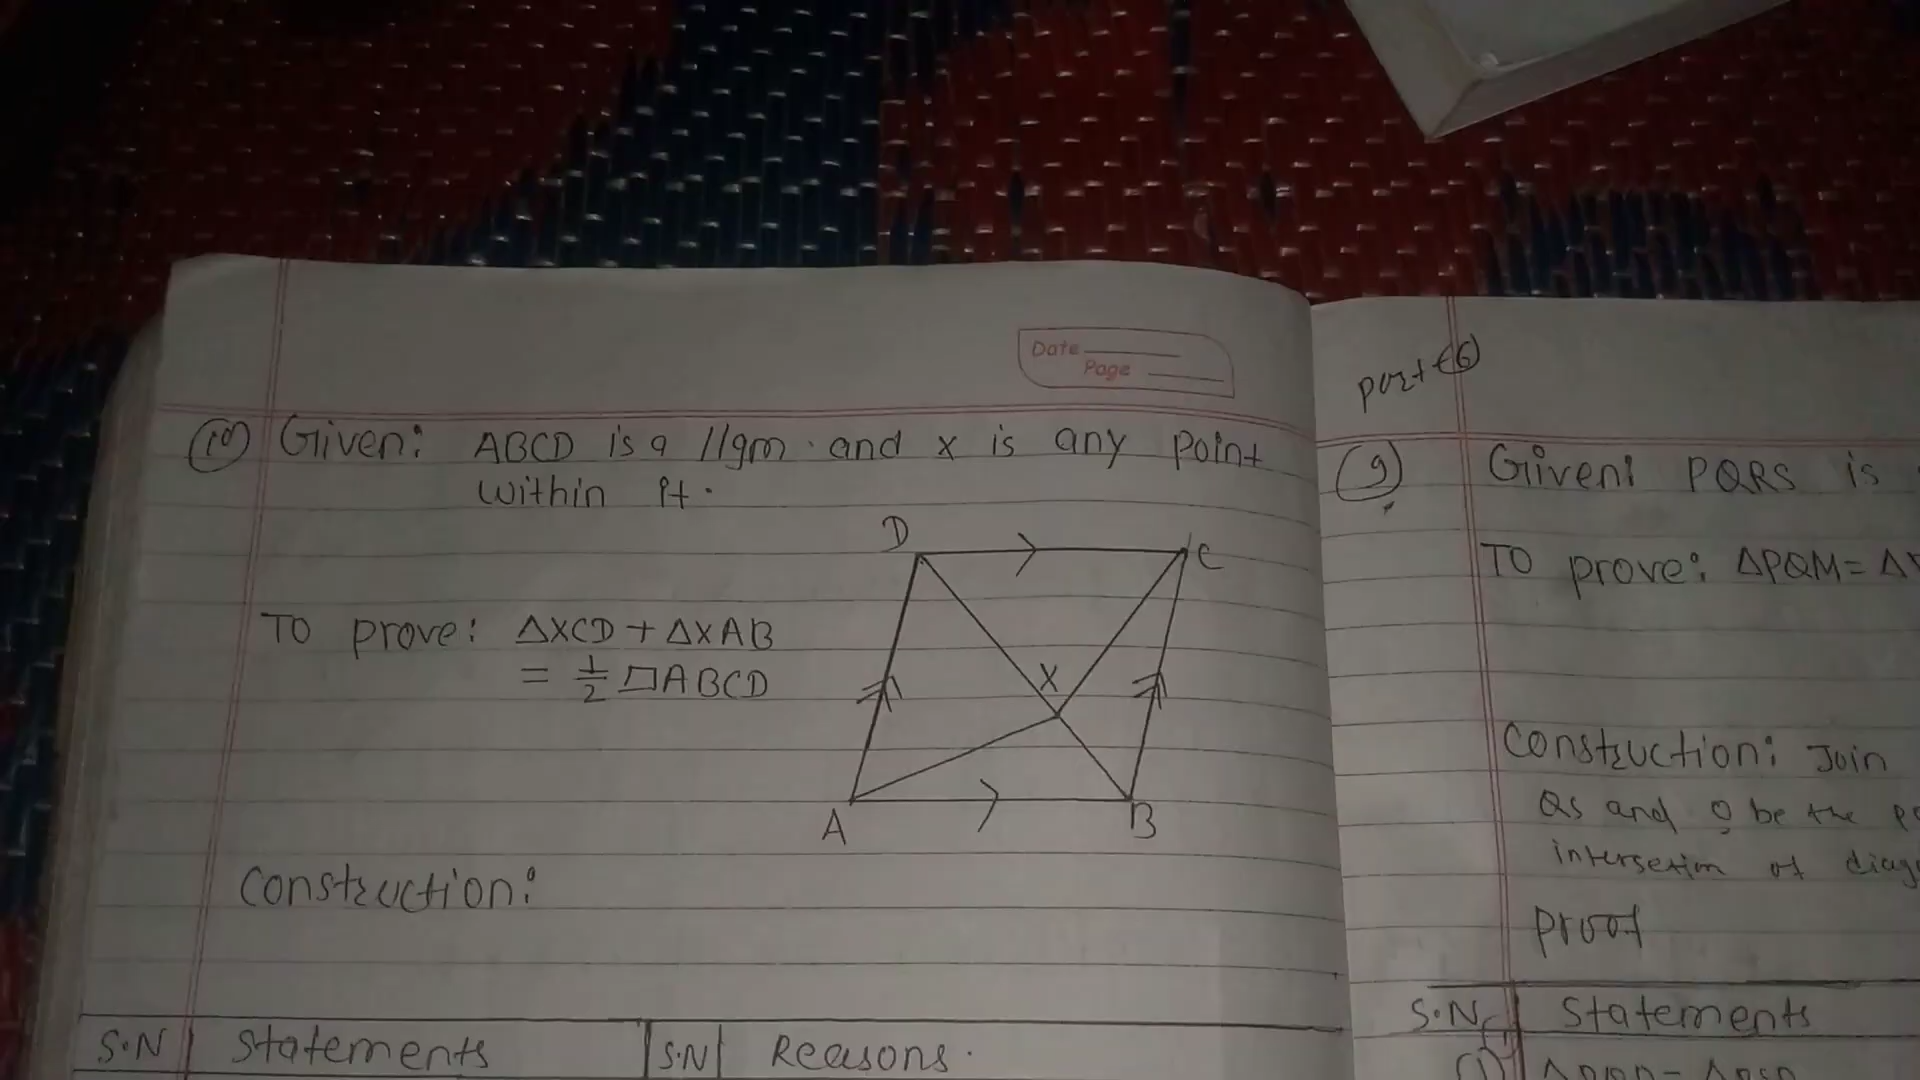 Date
Page
(10) Given: ABCD is a //gm. and x is any point
within it.
To prove: ΔXCD + ΔXAB
= 1/2 ▱ABCD
D
C
X
A
B
Construction:
S.N Statements S.N Reasons.
part (6)
(9) Given: PQRS is
To prove: ΔPQM = Δ
Construction: Join
QS and O be the
intersetion of
proof
S.N Statements
(i)